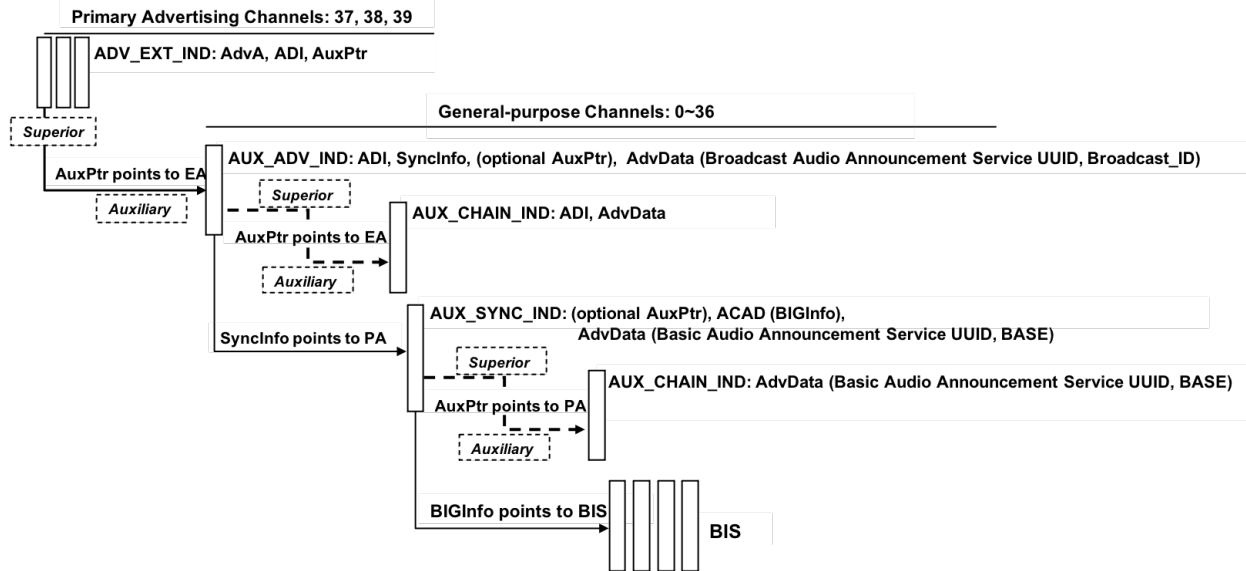 Primary Advertising Channels: 37, 38, 39
ADV_EXT_IND: AdvA, ADI, AuxPtr
General-purpose Channels: 0~36
Superior
AUX_ADV_IND: ADI, SyncInfo, (optional AuxPtr), AdvData (Broadcast Audio Announcement Service UUID, Broadcast_ID)
AuxPtr points to EA
Superior
Auxiliary
AUX_CHAIN_IND: ADI, AdvData
AuxPtr points to EA
Auxiliary
AUX_SYNC_IND: (optional AuxPtr), ACAD (BIGInfo),
AdvData (Basic Audio Announcement Service UUID, BASE)
SyncInfo points to PA
Superior
AUX_CHAIN_IND: AdvData (Basic Audio Announcement Service UUID, BASE)
AuxPtr points to PA
Auxiliary
BIGInfo points to BIS
BIS